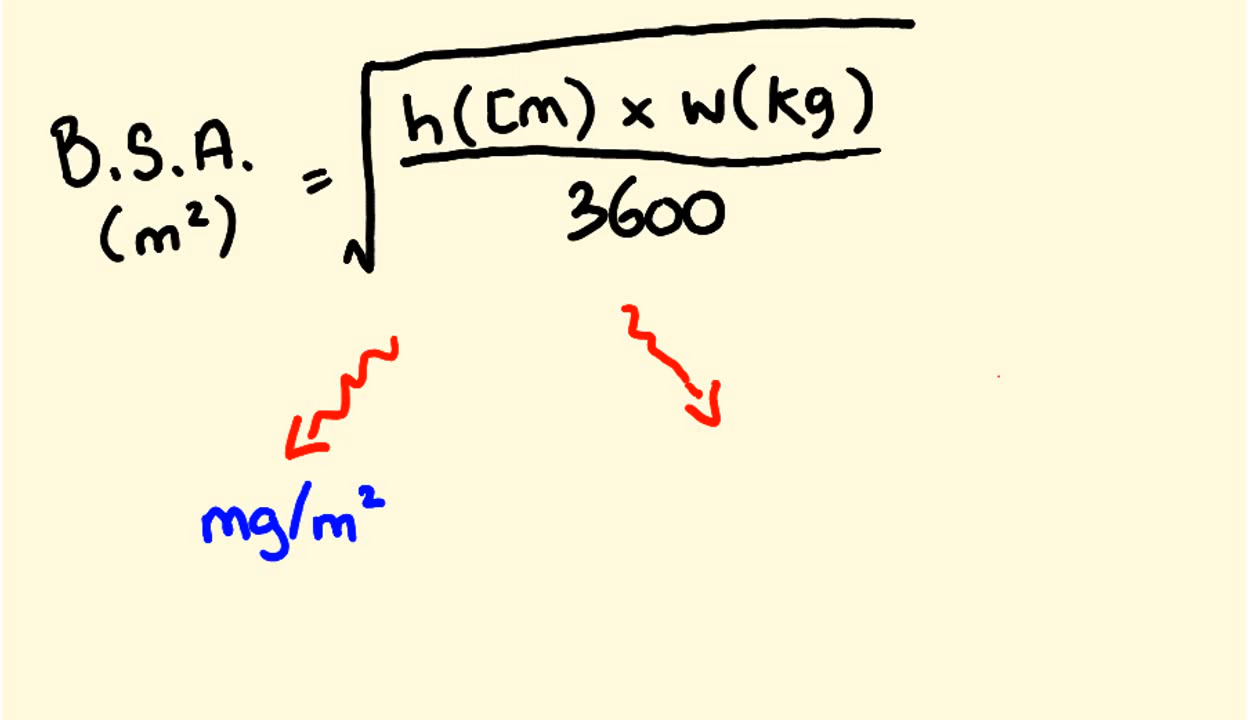 B.S.A. = √ h(cm) x w(kg)
(m²) 3600
mg/m²